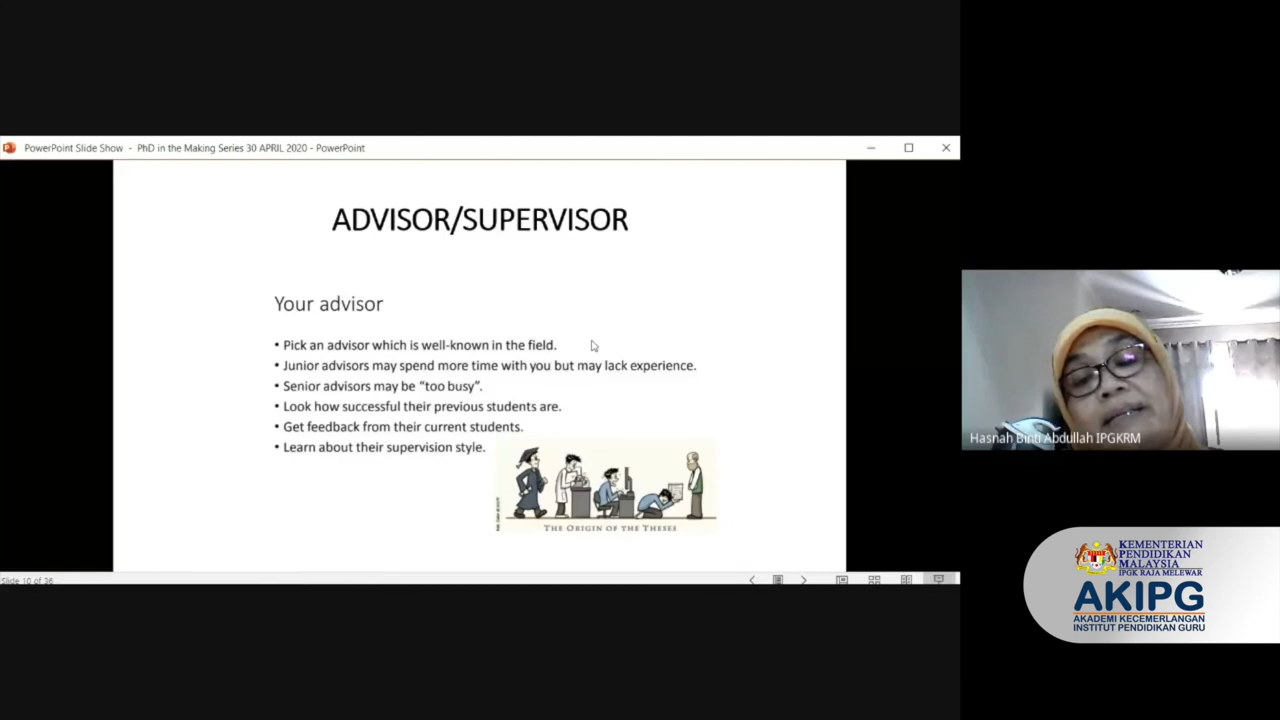 PowerPoint Slide Show - PhD in the Making Series 30 APRIL 2020 - PowerPoint
ADVISOR/SUPERVISOR
Your advisor
• Pick an advisor which is well-known in the field.
• Junior advisors may spend more time with you but may lack experience.
• Senior advisors may be “too busy”.
• Look how successful their previous students are.
• Get feedback from their current students.
• Learn about their supervision style.
THE ORIGIN OF THE THESES
Slide 10 of 36
Hasnah Binti Abdullah IPGKRM
KEMENTERIAN
PENDIDIKAN
MALAYSIA
IPGK RAJA MELEWAR
AKIPG
AKADEMI KECEMERLANGAN
INSTITUT PENDIDIKAN GURU